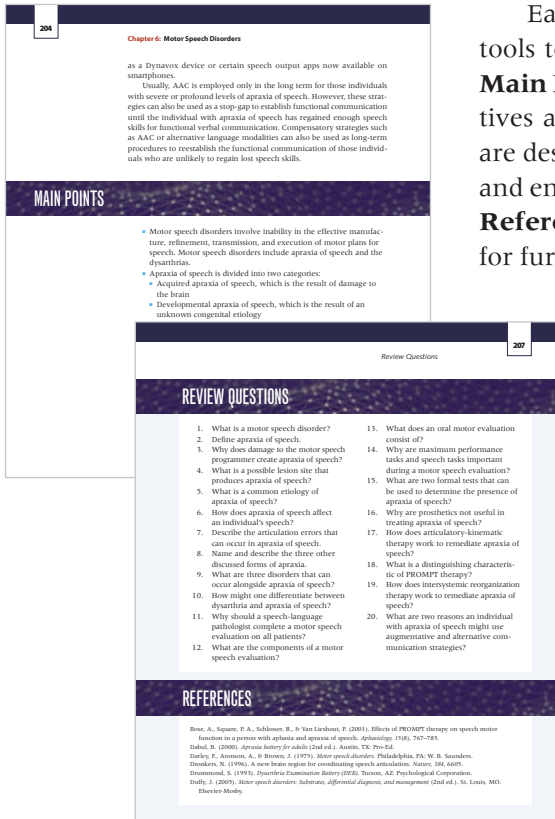 204
Chapter 6: Motor Speech Disorders
as a Dynavox device or certain speech output apps now available on
smartphones.
Usually, AAC is employed only in the long term for those individuals
with severe or profound levels of apraxia of speech. However, these strat-
egies can also be used as a stop-gap to establish functional communication
until the individual with apraxia of speech has regained enough speech
skills for functional verbal communication. Compensatory strategies such
as AAC or alternative language modalities can also be used as long-term
procedures to reestablish the functional communication of those individ-
uals who are unlikely to regain lost speech skills.
MAIN POINTS
▪ Motor speech disorders involve inability in the effective manufac-
ture, refinement, transmission, and execution of motor plans for
speech. Motor speech disorders include apraxia of speech and the
dysarthrias.
▪ Apraxia of speech is divided into two categories:
▪ Acquired apraxia of speech, which is the result of damage to
the brain
▪ Developmental apraxia of speech, which is the result of an
unknown congenital etiology
Ea
tools to
Main
tives a
are des
and en
Refere
for fur
207
Review Questions
REVIEW QUESTIONS
1. What is a motor speech disorder?
2. Define apraxia of speech.
3. Why does damage to the motor speech
programmer create apraxia of speech?
4. What is a possible lesion site that
produces apraxia of speech?
5. What is a common etiology of
apraxia of speech?
6. How does apraxia of speech affect
an individual's speech?
7. Describe the articulation errors that
can occur in apraxia of speech.
8. Name and describe the three other
discussed forms of apraxia.
9. What are three disorders that can
occur alongside apraxia of speech?
10. How might one differentiate between
dysarthria and apraxia of speech?
11. Why should a speech-language
pathologist complete a motor speech
evaluation on all patients?
12. What are the components of a motor
speech evaluation?
13. What does an oral motor evaluation
consist of?
14. Why are maximum performance
tasks and speech tasks important
during a motor speech evaluation?
15. What are two formal tests that can
be used to determine the presence of
apraxia of speech?
16. Why are prosthetics not useful in
treating apraxia of speech?
17. How does articulatory-kinematic
therapy work to remediate apraxia of
speech?
18. What is a distinguishing characteris-
tic of PROMPT therapy?
19. How does intersystemic reorganization
therapy work to remediate apraxia of
speech?
20. What are two reasons an individual
with apraxia of speech might use
augmentative and alternative com-
munication strategies?
REFERENCES
Bose, A., Square, P. A., Schlosser, R., & Van Lieshout, P. (2001). Effects of PROMPT therapy on speech motor
function in a person with aphasia and apraxia of speech. Aphasiology, 15(8), 767–785.
Dabul, B. (2000). Apraxia battery for adults (2nd ed.). Austin, TX: Pro-Ed.
Darley, F., Aronson, A., & Brown, J. (1975). Motor speech disorders. Philadelphia, PA: W. B. Saunders.
Dronkers, N. (1996). A new brain region for coordinating speech articulation. Nature, 384, 6605.
Drummond, S. (1993). Dysarthria Examination Battery (DEB). Tucson, AZ: Psychological Corporation.
Duffy, J. (2005). Motor speech disorders: Substrates, differential diagnosis, and management (2nd ed.). St. Louis, MO.
Elsevier-Mosby.